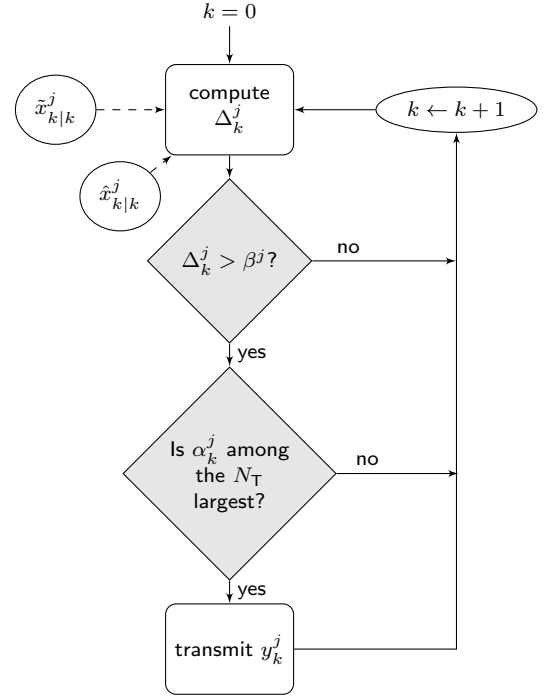 k = 0
x̃^j_{k|k}
compute
Δ^j_k
k ← k + 1
x̂^j_{k|k}
Δ^j_k > β^j?
no
yes
Is α^j_k among
the N_T
largest?
no
yes
transmit y^j_k